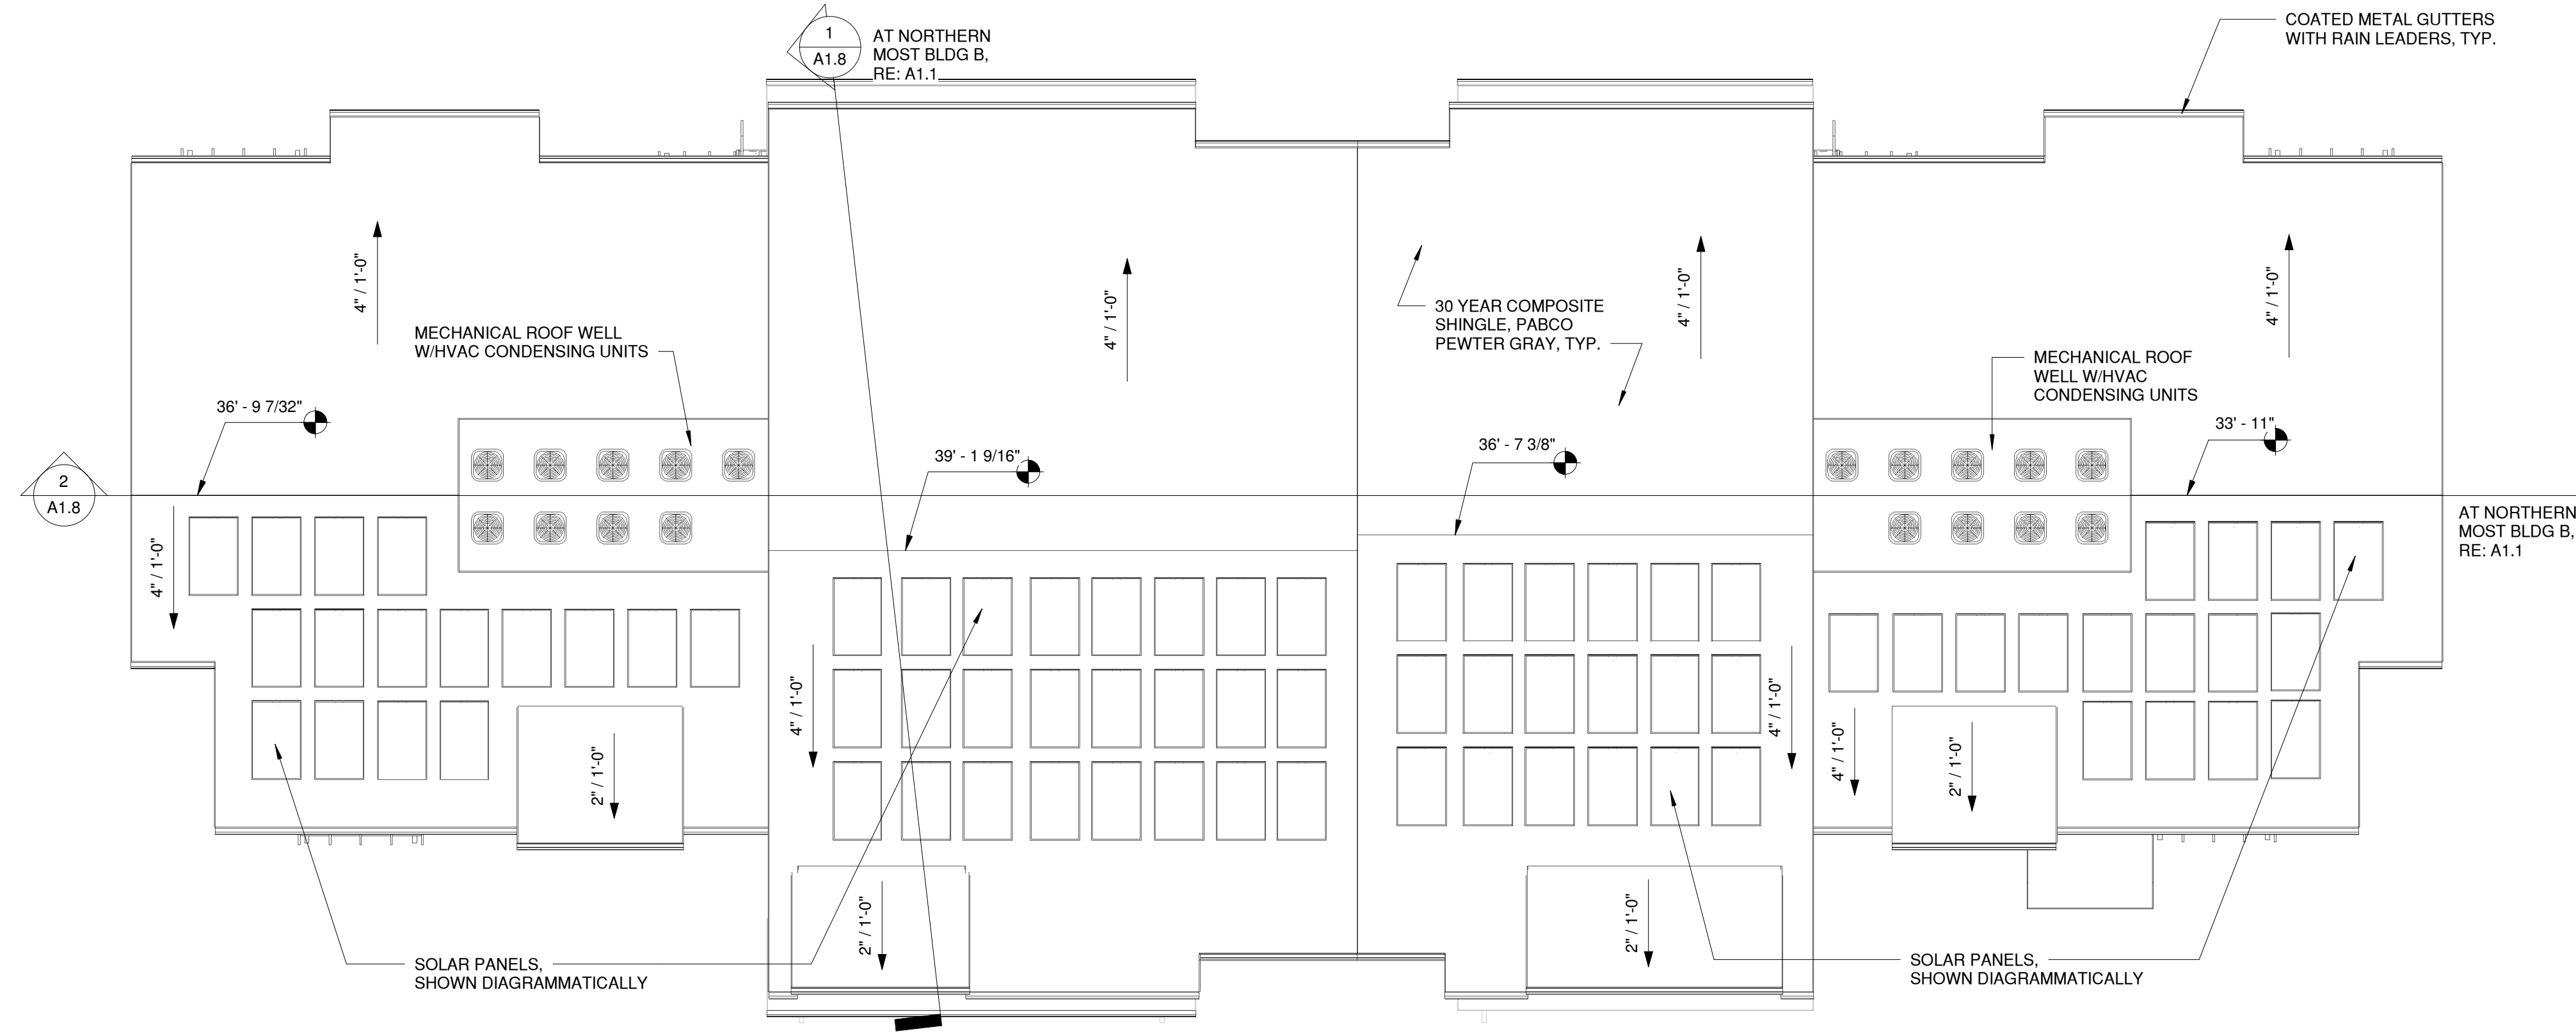 1
A1.8
AT NORTHERN
MOST BLDG B,
RE: A1.1
COATED METAL GUTTERS
WITH RAIN LEADERS, TYP.
4" / 1'-0"
4" / 1'-0"
4" / 1'-0"
4" / 1'-0"
MECHANICAL ROOF WELL
W/HVAC CONDENSING UNITS
30 YEAR COMPOSITE
SHINGLE, PABCO
PEWTER GRAY, TYP.
MECHANICAL ROOF
WELL W/HVAC
CONDENSING UNITS
36' - 9 7/32"
39' - 1 9/16"
36' - 7 3/8"
33' - 11"
2
A1.8
AT NORTHERN
MOST BLDG B,
RE: A1.1
4" / 1'-0"
4" / 1'-0"
4" / 1'-0"
4" / 1'-0"
2" / 1'-0"
2" / 1'-0"
2" / 1'-0"
2" / 1'-0"
SOLAR PANELS,
SHOWN DIAGRAMMATICALLY
SOLAR PANELS,
SHOWN DIAGRAMMATICALLY